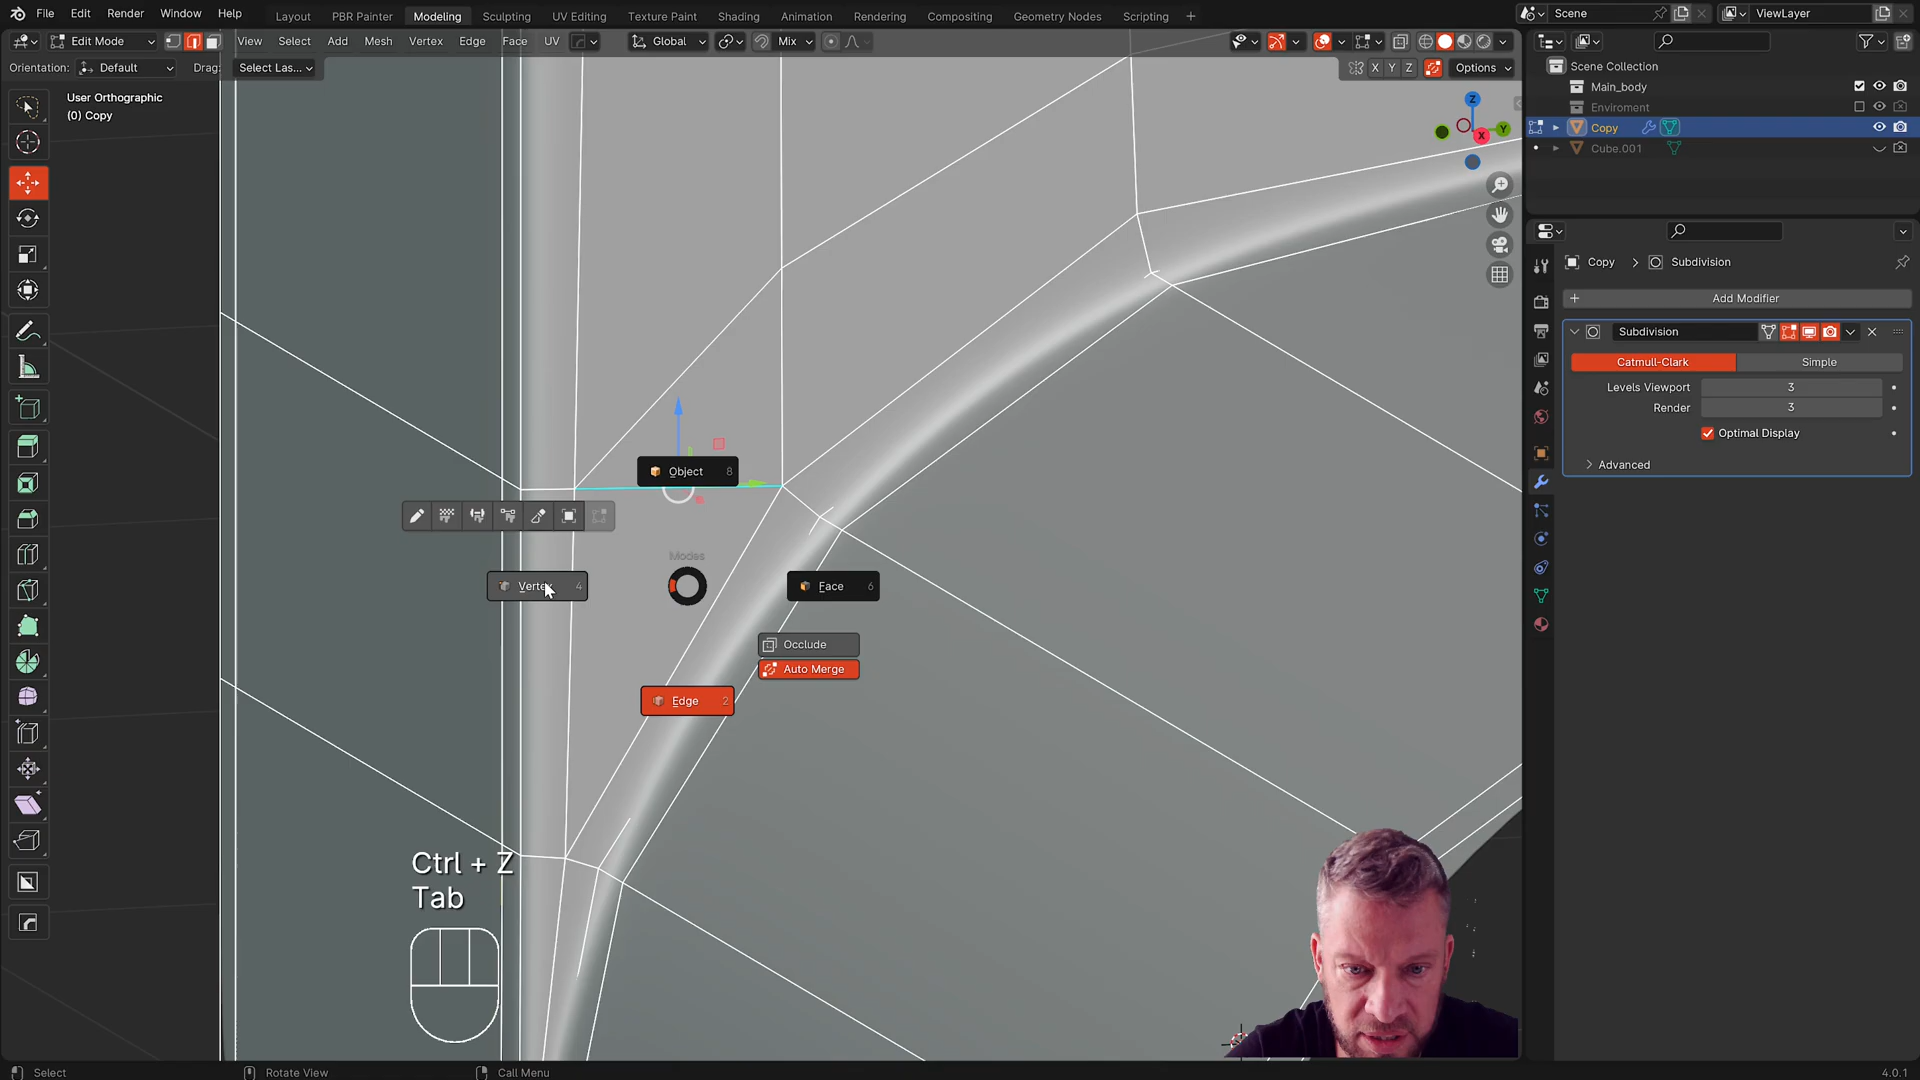 File Edit Render Window Help
Layout PBR Painter Modeling Sculpting UV Editing Texture Paint Shading Animation Rendering Compositing Geometry Nodes Scripting +
Scene
ViewLayer
Edit Mode
View Select Add Mesh Vertex Edge Face UV
Global
Mix
Orientation: Default Drag: Select Las...
X Y Z
Options
User Orthographic
(0) Copy
Z
Y
X
Scene Collection
Main_body
Enviroment
Copy
Cube.001
Copy > Subdivision
+ Add Modifier
Subdivision
Catmull-Clark Simple
Levels Viewport 3
Render 3
Optimal Display
Advanced
Object 8
Modes
Vertex 4
Face 6
Occlude
Auto Merge
Edge 2
Ctrl + Z
Tab
Select
Rotate View
Call Menu
4.0.1